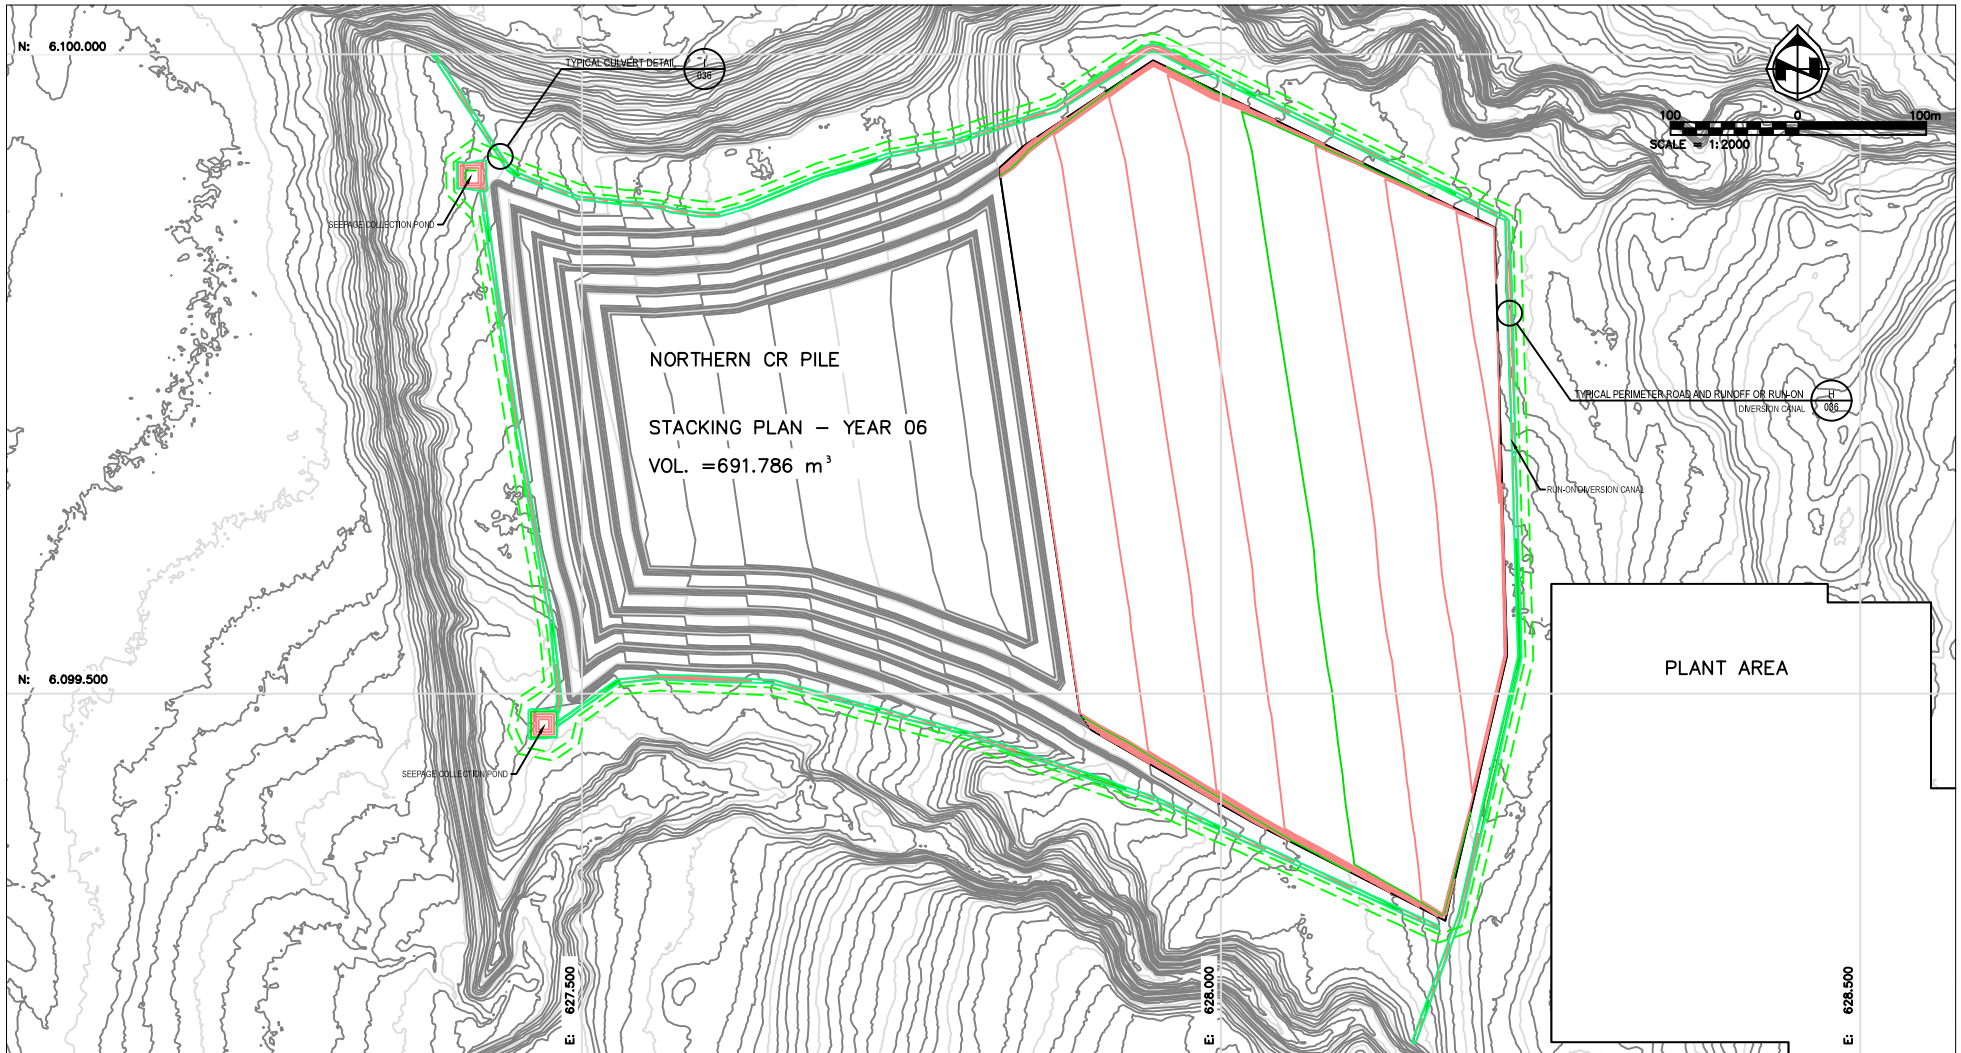 N: 6.100.000
TYPICAL CULVERT DETAIL
I
036
100 0 100m
SCALE = 1:2000
SEEPAGE COLLECTION POND
NORTHERN CR PILE
STACKING PLAN – YEAR 06
VOL. =691.786 m³
TYPICAL PERIMETER ROAD AND RUNOFF OR RUN-ON
DIVERSION CANAL
H
036
RUN-ON DIVERSION CANAL
N: 6.099.500
PLANT AREA
SEEPAGE COLLECTION POND
E: 627.500
E: 628.000
E: 628.500